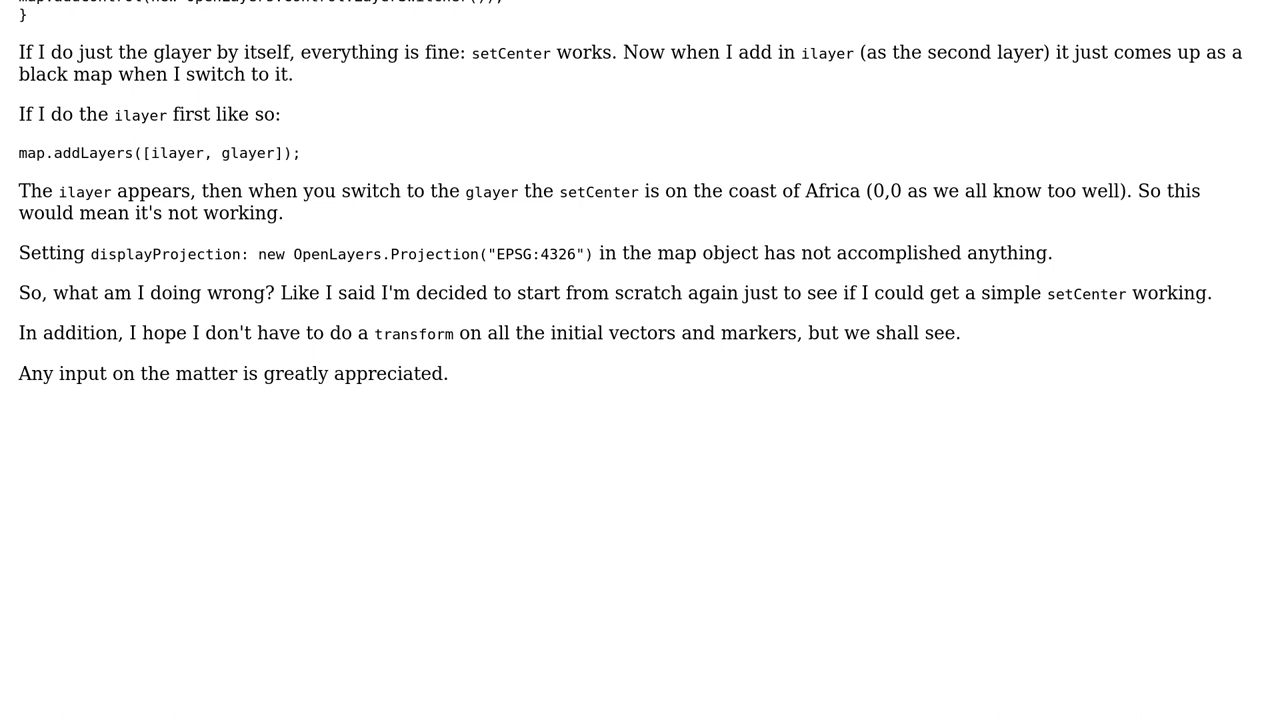 }
If I do just the glayer by itself, everything is fine: setCenter works. Now when I add in ilayer (as the second layer) it just comes up as a
black map when I switch to it.
If I do the ilayer first like so:
map.addLayers([ilayer, glayer]);
The ilayer appears, then when you switch to the glayer the setCenter is on the coast of Africa (0,0 as we all know too well). So this
would mean it's not working.
Setting displayProjection: new OpenLayers.Projection("EPSG:4326") in the map object has not accomplished anything.
So, what am I doing wrong? Like I said I'm decided to start from scratch again just to see if I could get a simple setCenter working.
In addition, I hope I don't have to do a transform on all the initial vectors and markers, but we shall see.
Any input on the matter is greatly appreciated.